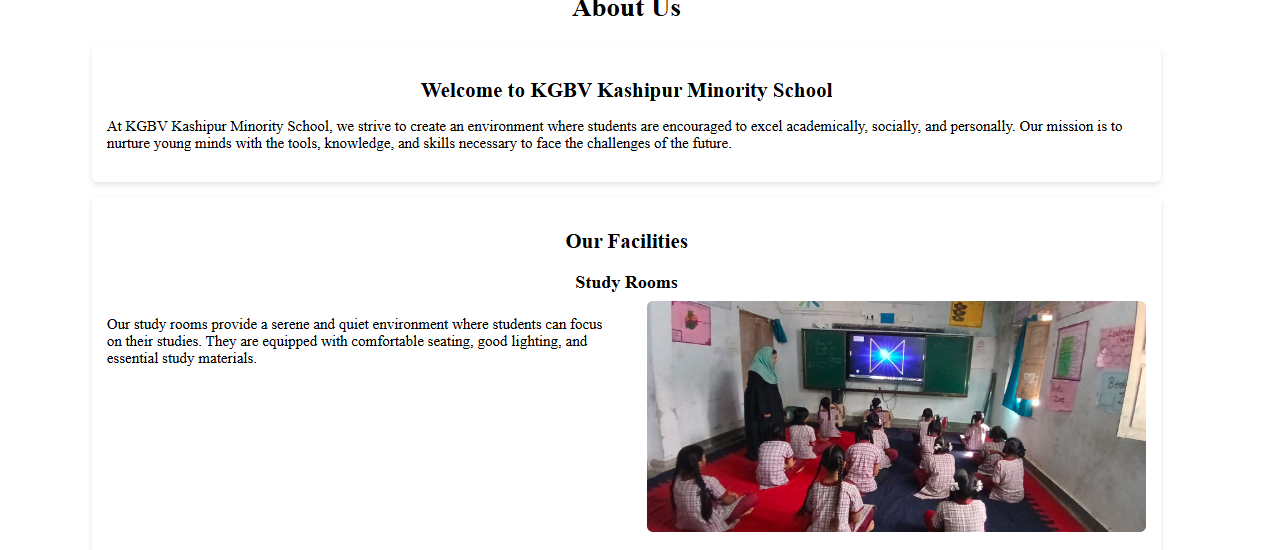 About Us
Welcome to KGBV Kashipur Minority School
At KGBV Kashipur Minority School, we strive to create an environment where students are encouraged to excel academically, socially, and personally. Our mission is to
nurture young minds with the tools, knowledge, and skills necessary to face the challenges of the future.
Our Facilities
Study Rooms
Our study rooms provide a serene and quiet environment where students can focus
on their studies. They are equipped with comfortable seating, good lighting, and
essential study materials.